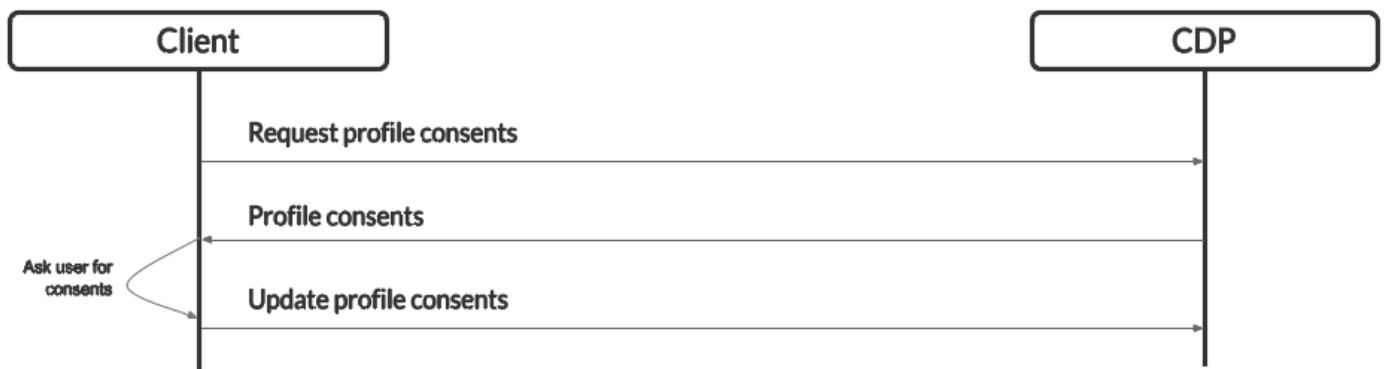 Client
CDP
Request profile consents
Profile consents
Ask user for
consents
Update profile consents